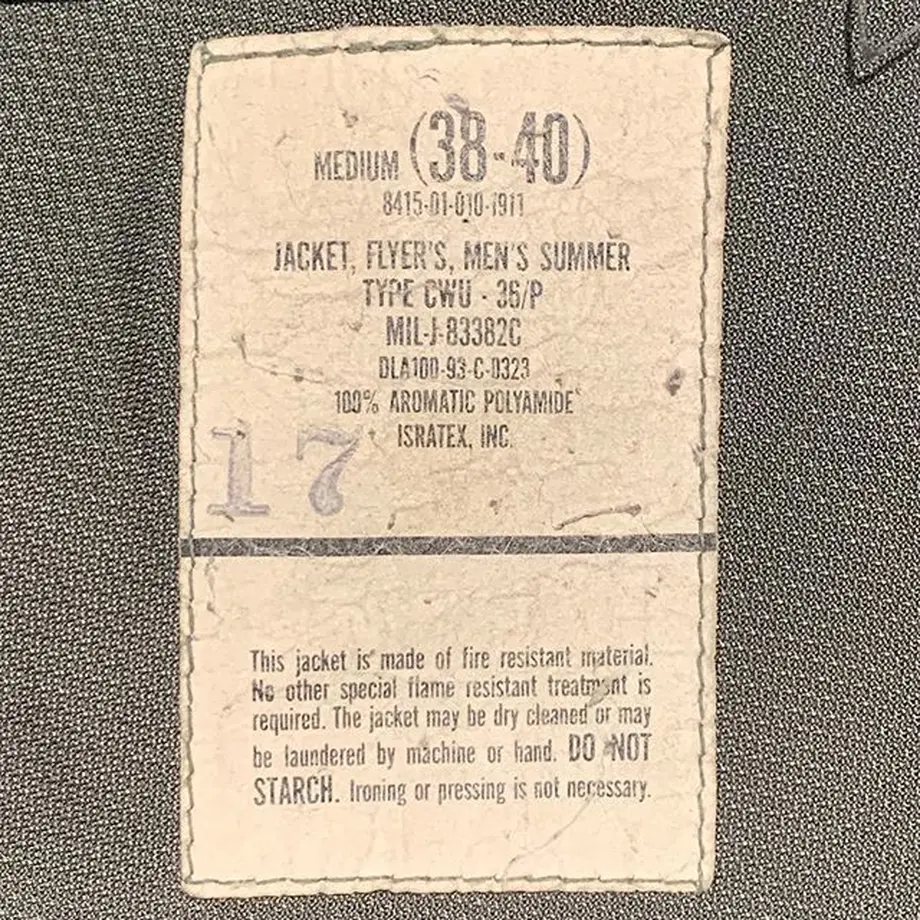 MEDIUM (38-40)
8415-01-010-1911
JACKET, FLYER'S, MEN'S SUMMER
TYPE CWU - 36/P
MIL-J-83382C
DLA100-93-C-0323
100% AROMATIC POLYAMIDE
ISRATEX, INC.
17
This jacket is made of fire resistant material.
No other special flame resistant treatment is
required. The jacket may be dry cleaned or may
be laundered by machine or hand. DO NOT
STARCH. Ironing or pressing is not necessary.